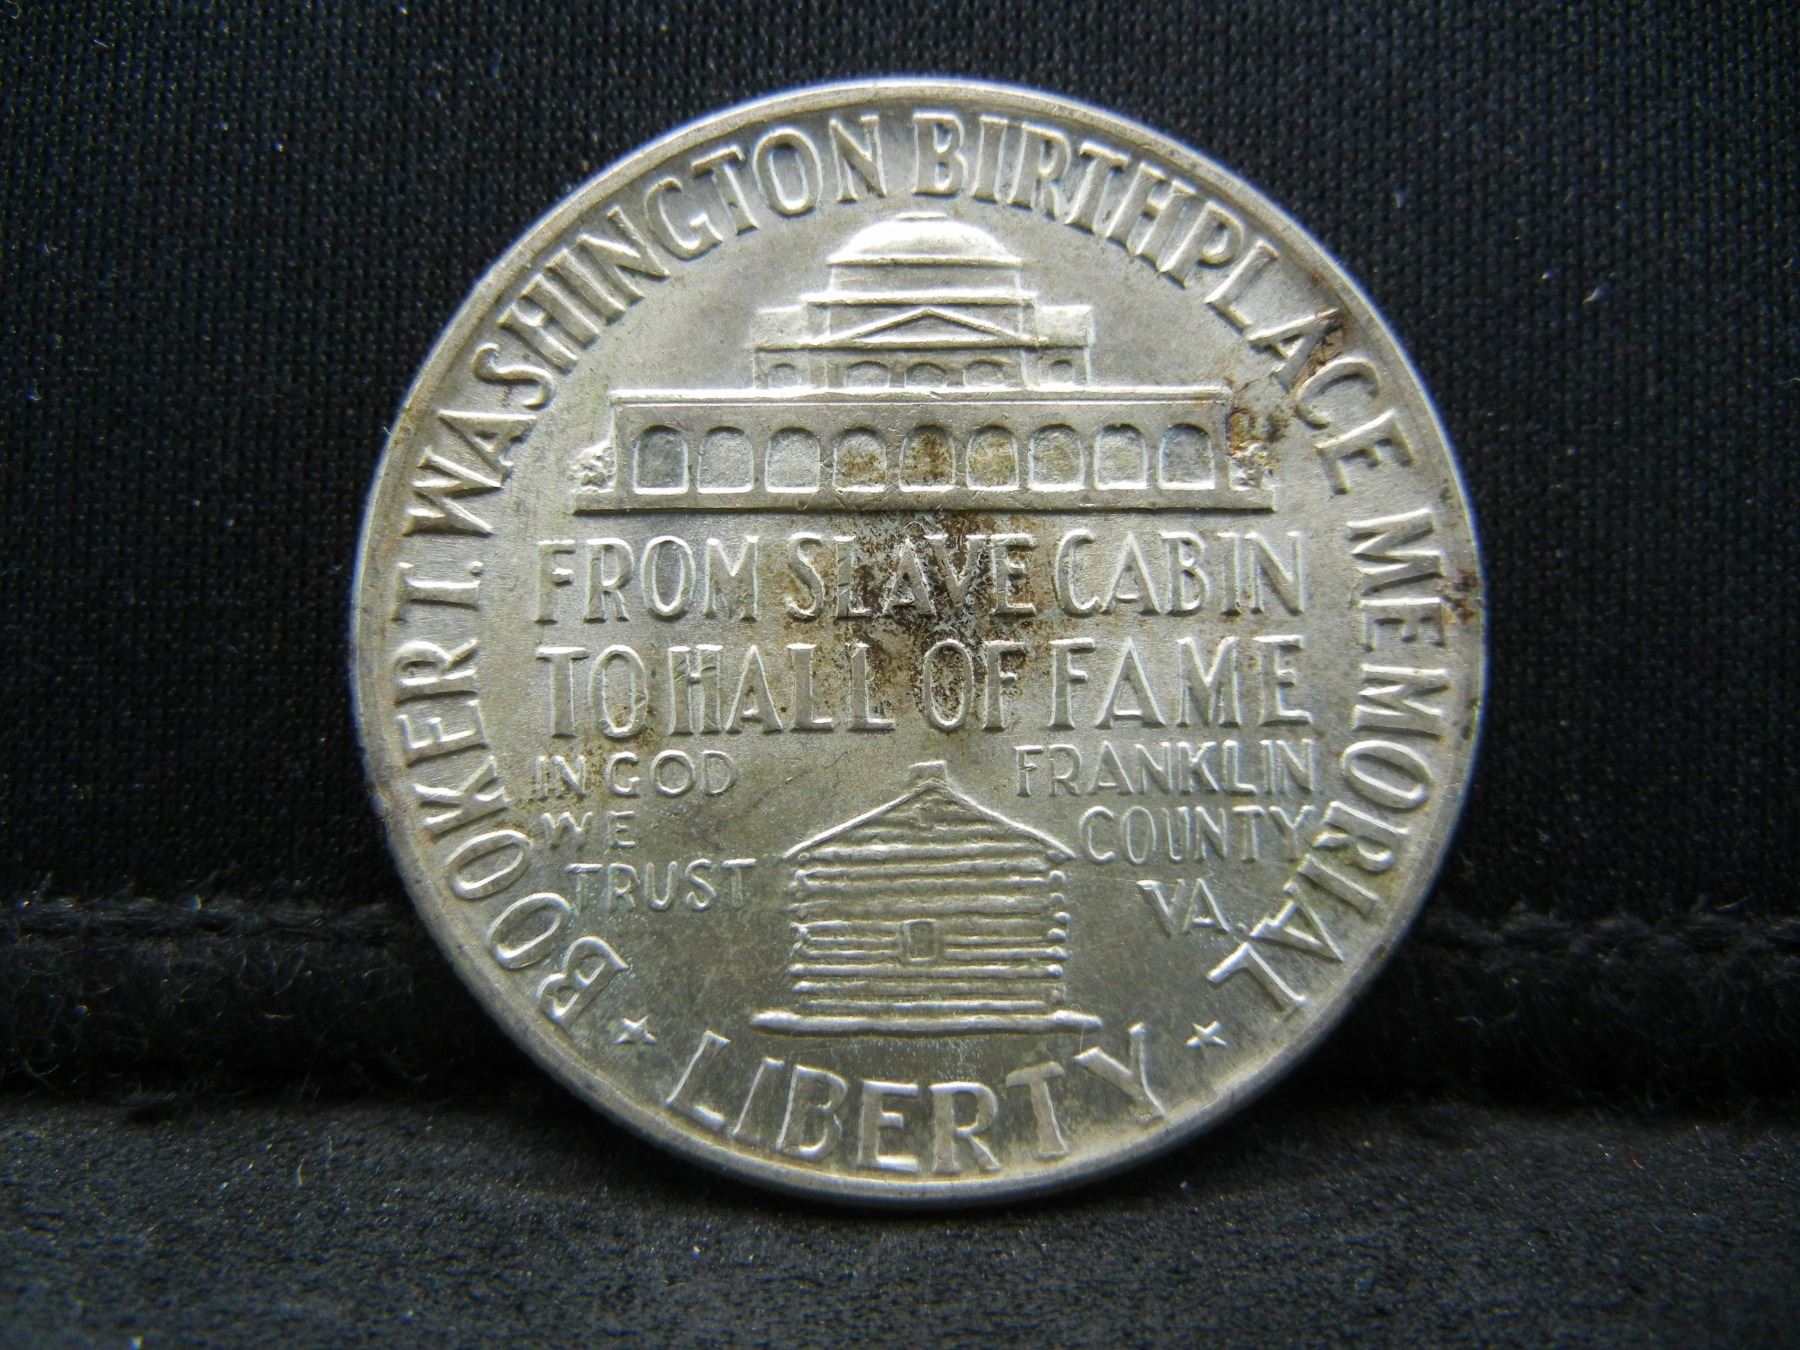 BOOKER T. WASHINGTON BIRTHPLACE MEMORIAL
FROM SLAVE CABIN
TO HALL OF FAME
IN GOD
WE
TRUST
FRANKLIN
COUNTY
VA.
LIBERTY